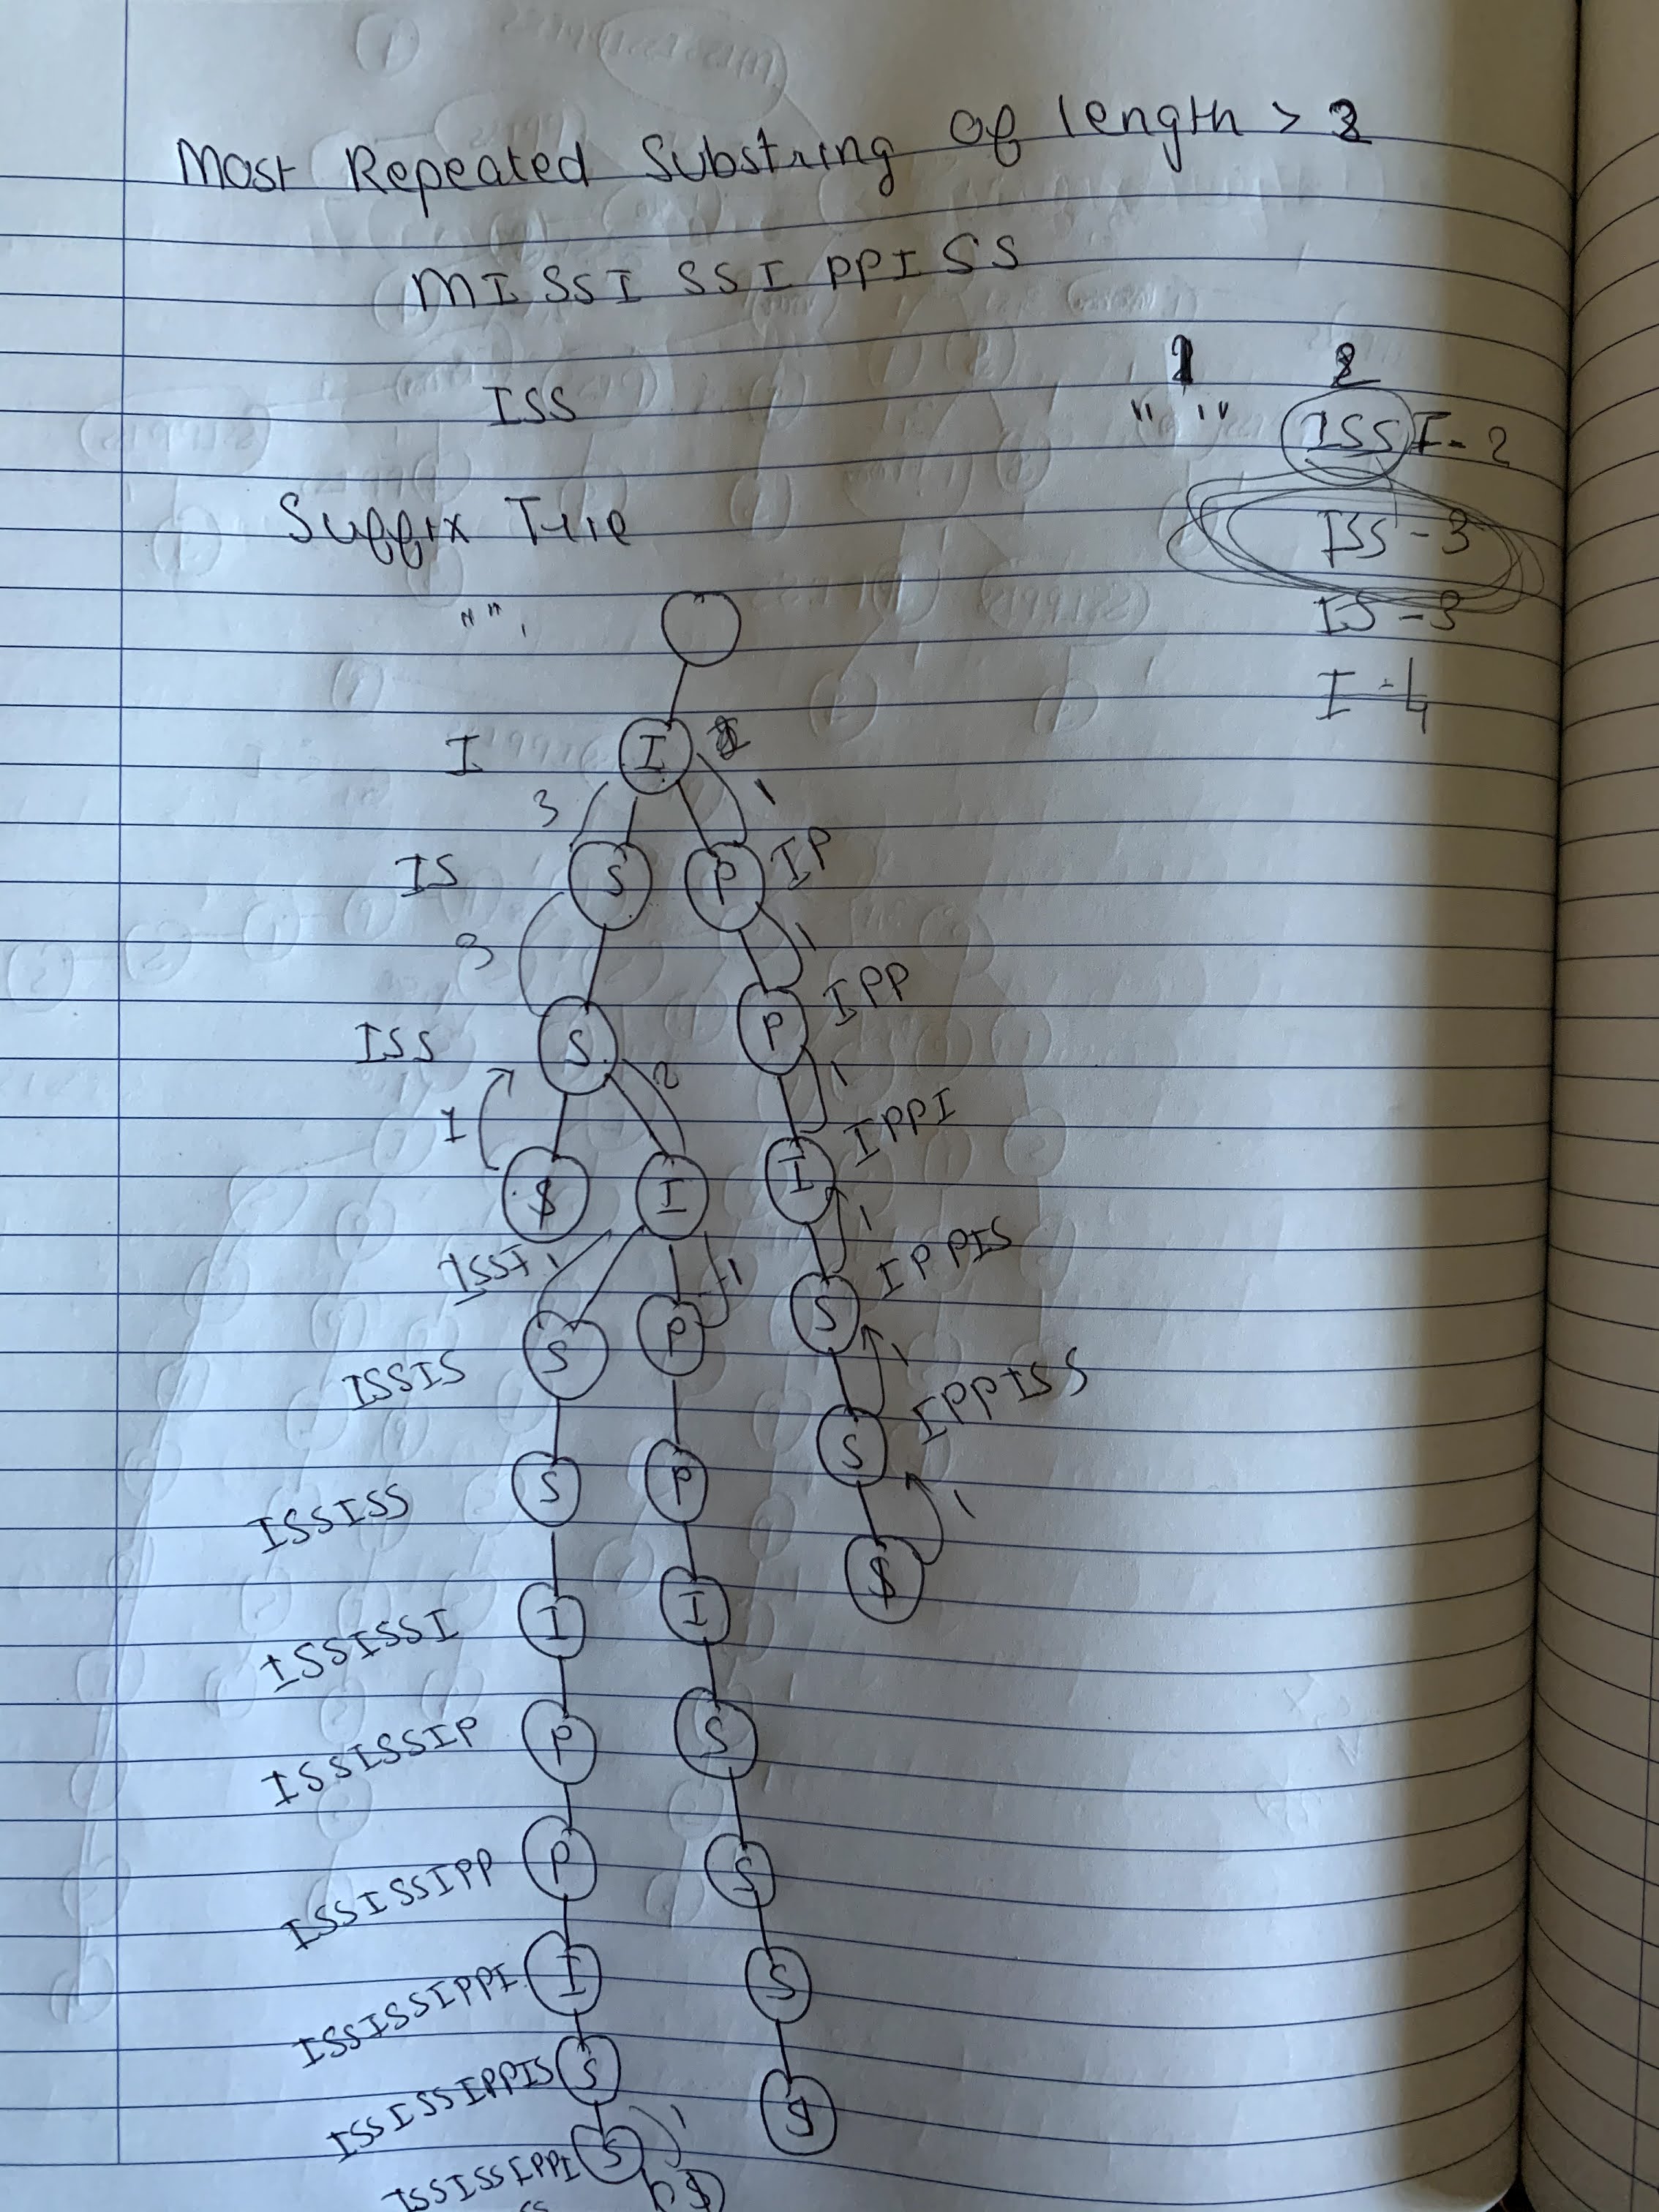 Most Repeated Substring of length > 2
MISSISSIPPISS
1 2
ISS
" " ISSI - 2
Suffix Trie
ISS - 3
"",
IS - 3
I - 4
I I
3 1
IS S P IP
3 1
ISS S P IPP
1 2 1
$ I I IPPI
ISSI 1 1 1
S P S IPPIS
ISSIS 1
S IPPISS
S P 1
ISSISS $
I I
ISSISSI
P S
ISSISSIP
P S
ISSISSIPP
I S
ISSISSIPPI
S $
ISSISSIPPIS
S 1
ISSISSIPPI
$